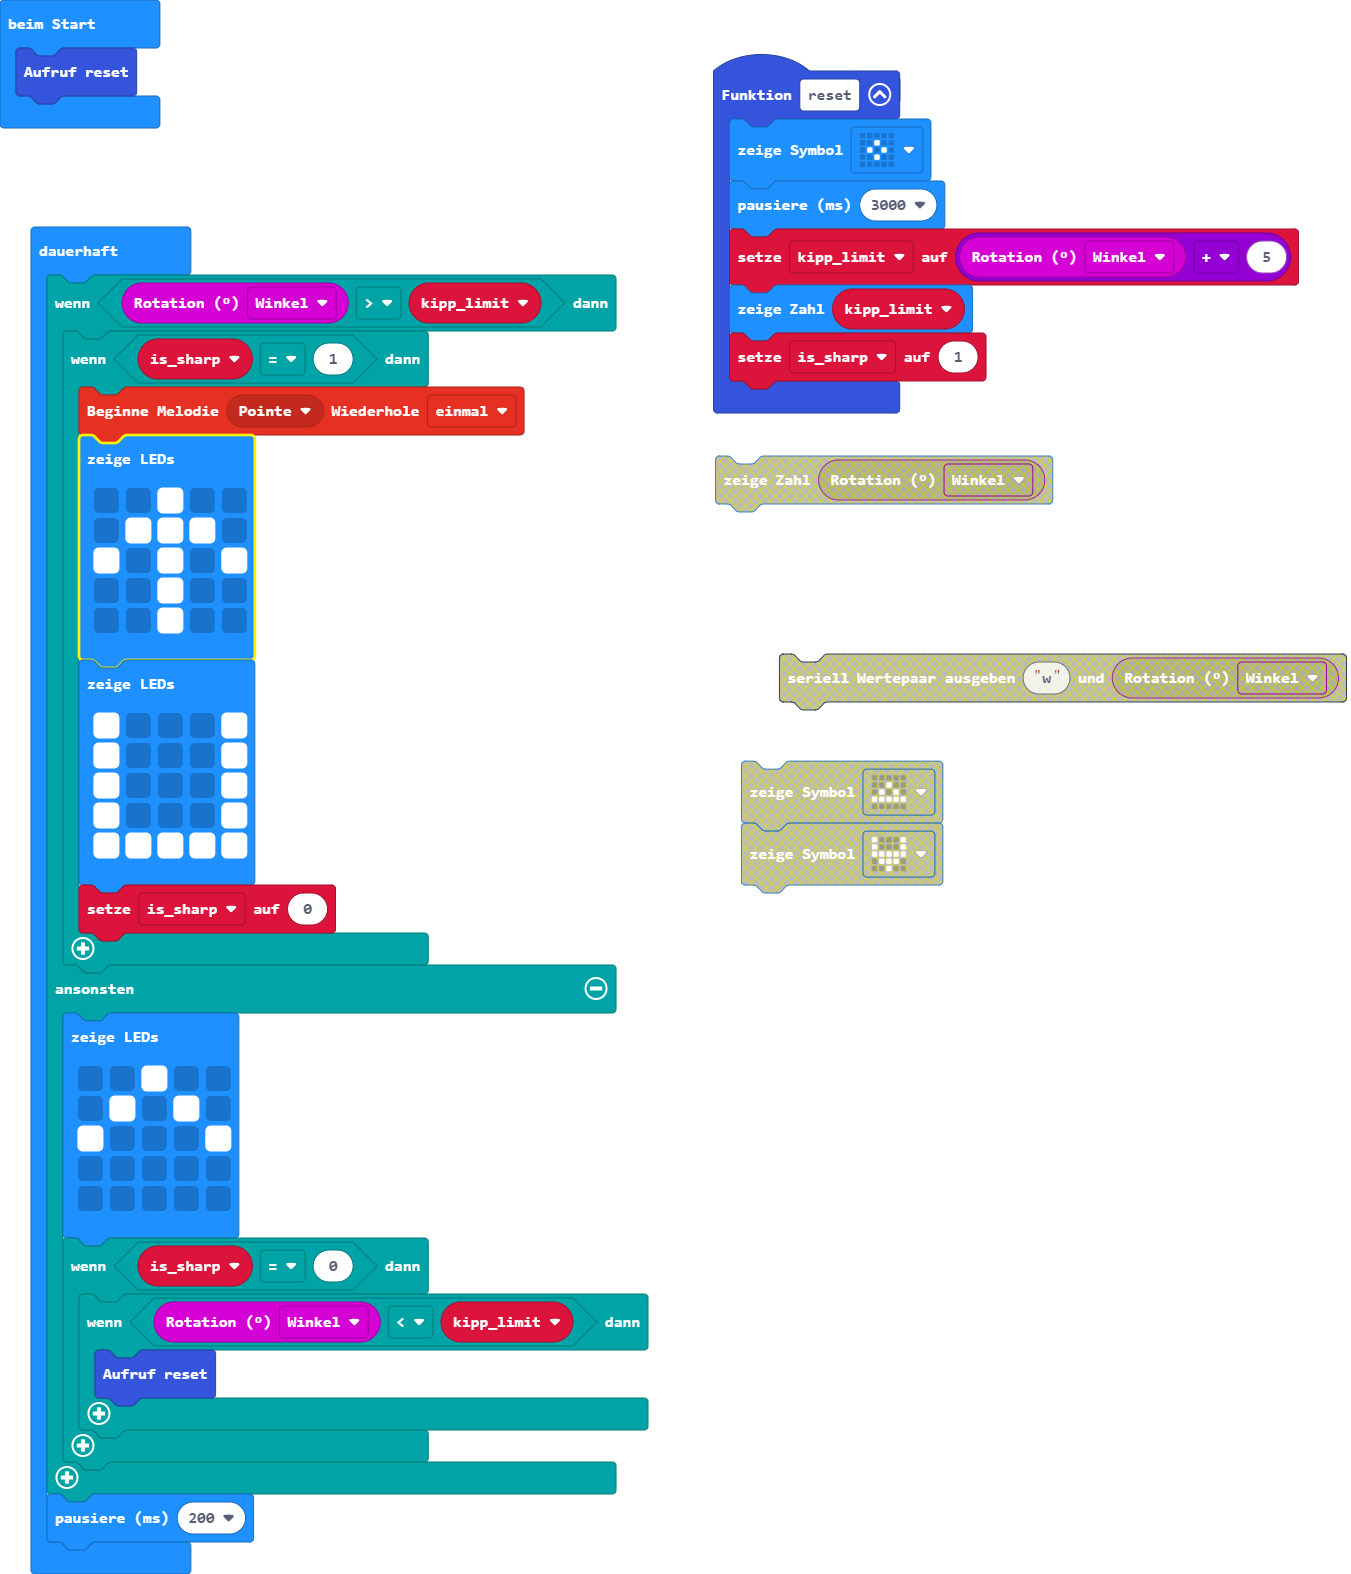 beim Start
Aufruf reset
dauerhaft
wenn Rotation (º) Winkel > kipp_limit dann
wenn is_sharp = 1 dann
Beginne Melodie Pointe Wiederhole einmal
zeige LEDs
zeige LEDs
setze is_sharp auf 0
ansonsten
zeige LEDs
wenn is_sharp = 0 dann
wenn Rotation (º) Winkel < kipp_limit dann
Aufruf reset
pausiere (ms) 200
Funktion reset
zeige Symbol
pausiere (ms) 3000
setze kipp_limit auf Rotation (º) Winkel + 5
zeige Zahl kipp_limit
setze is_sharp auf 1
zeige Zahl Rotation (º) Winkel
seriell Wertepaar ausgeben "w" und Rotation (º) Winkel
zeige Symbol
zeige Symbol